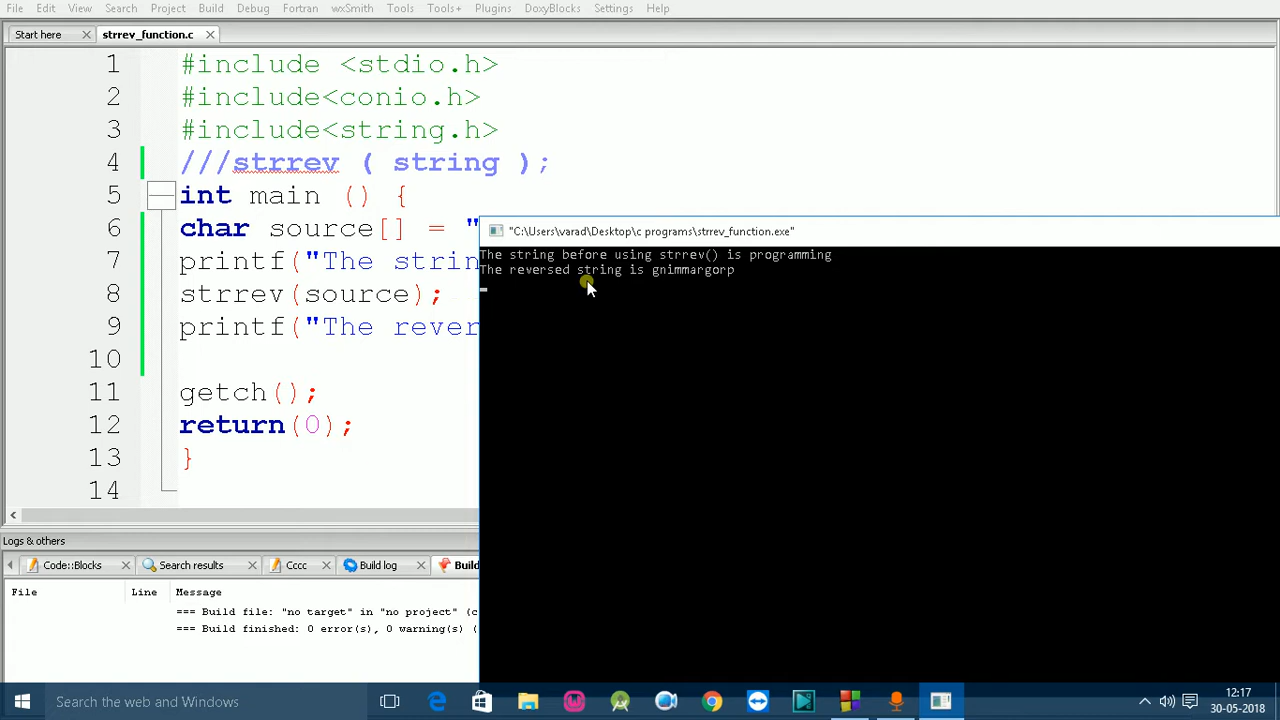 File Edit View Search Project Build Debug Fortran wxSmith Tools Tools+ Plugins DoxyBlocks Settings Help
Start here strrev_function.c
1 #include <stdio.h>
2 #include<conio.h>
3 #include<string.h>
4 ///strrev ( string );
5 int main () {
6 char source[] = "
7 printf("The strin
8 strrev(source);
9 printf("The rever
10
11 getch();
12 return(0);
13 }
14
"C:\Users\varad\Desktop\c programs\strrev_function.exe"
The string before using strrev() is programming
The reversed string is gnimmargorp
Logs & others
Code::Blocks Search results Cccc Build log Build
File Line Message
=== Build file: "no target" in "no project" (c
=== Build finished: 0 error(s), 0 warning(s) (
Search the web and Windows
12:17
30-05-2018